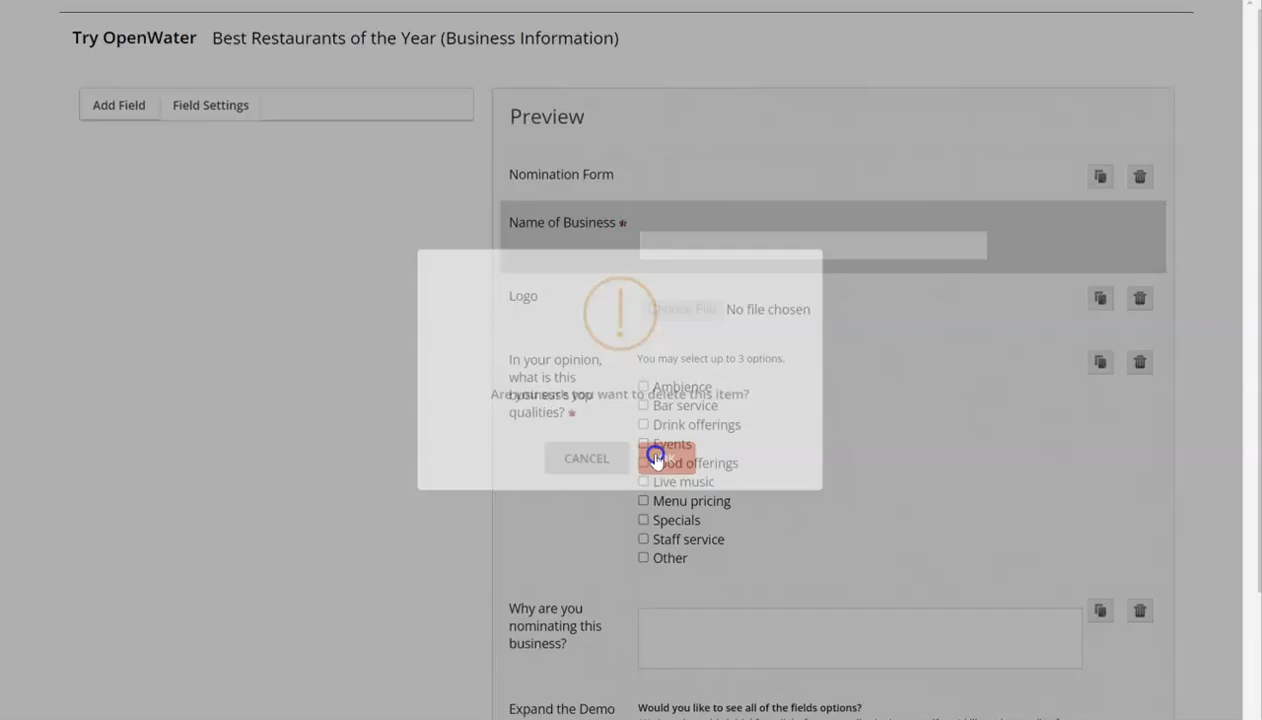 Try OpenWater Best Restaurants of the Year (Business Information)
Add Field Field Settings
Preview
Nomination Form
Name of Business *
Logo
Choose File No file chosen
In your opinion,
what is this
business's top
qualities? *
You may select up to 3 options.
Are you sure you want to delete this item?
Ambience
Bar service
Drink offerings
Events
Food offerings
Live music
Menu pricing
Specials
Staff service
Other
CANCEL
Why are you
nominating this
business?
Expand the Demo
Would you like to see all of the fields options?